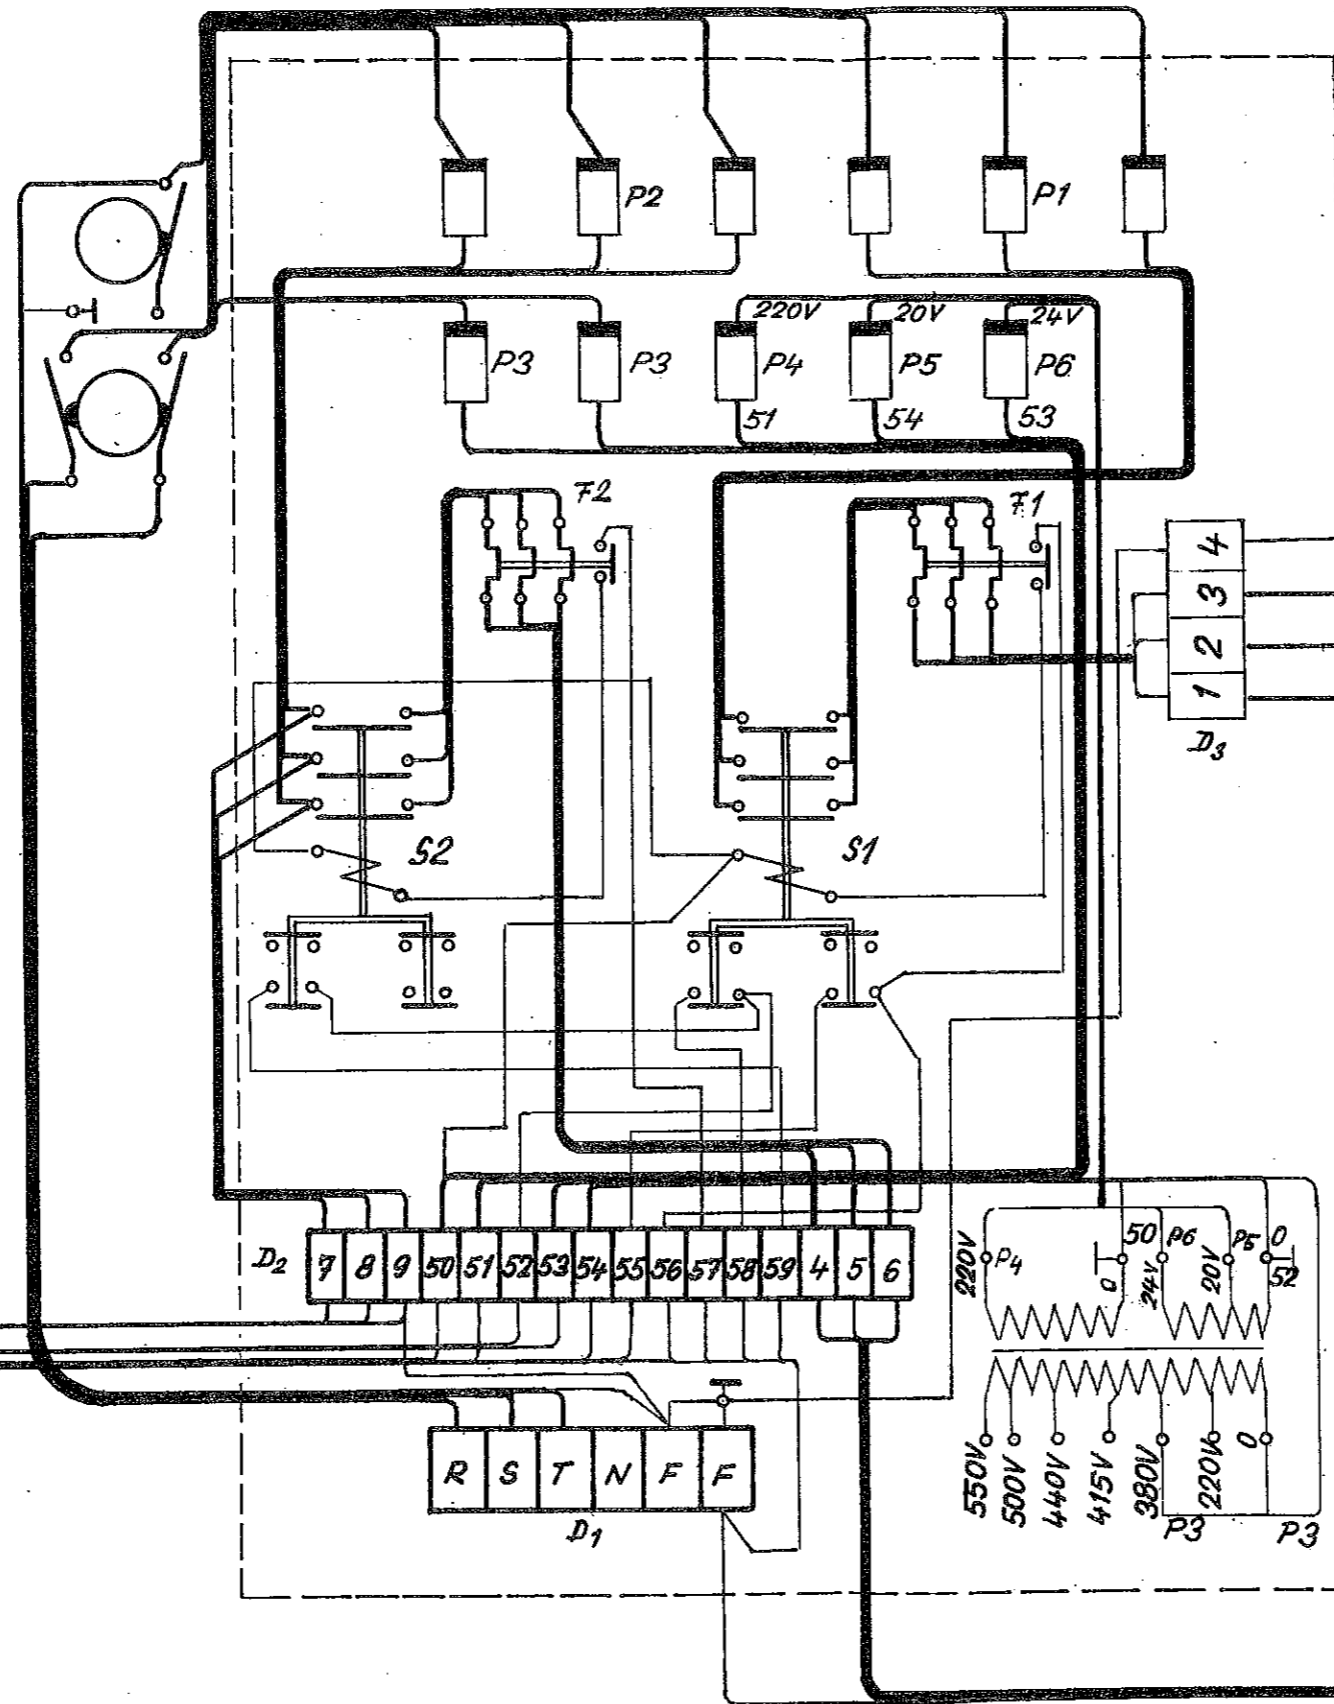 P2 P1
220V 20V 24V
P3 P3 P4 P5 P6
51 54 53
F2 F1
4
3
2
1
D3
S2 S1
D2 7 8 9 50 51 52 53 54 55 56 57 58 59 4 5 6
220V P4 0 50 24V P6 20V P5 0 52
R S T N F F
D1
550V 500V 440V 415V 380V 220V 0
P3 P3